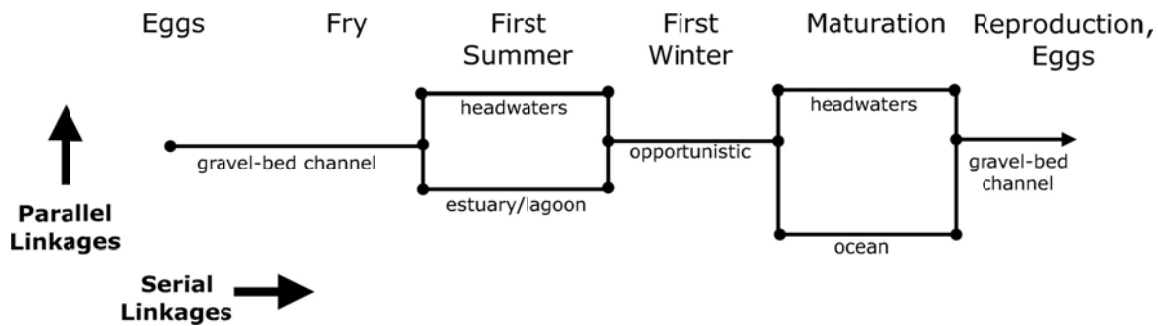 Eggs
Fry
First
Summer
First
Winter
Maturation
Reproduction,
Eggs
headwaters
headwaters
gravel-bed channel
opportunistic
gravel-bed
channel
estuary/lagoon
ocean
Parallel
Linkages
Serial
Linkages